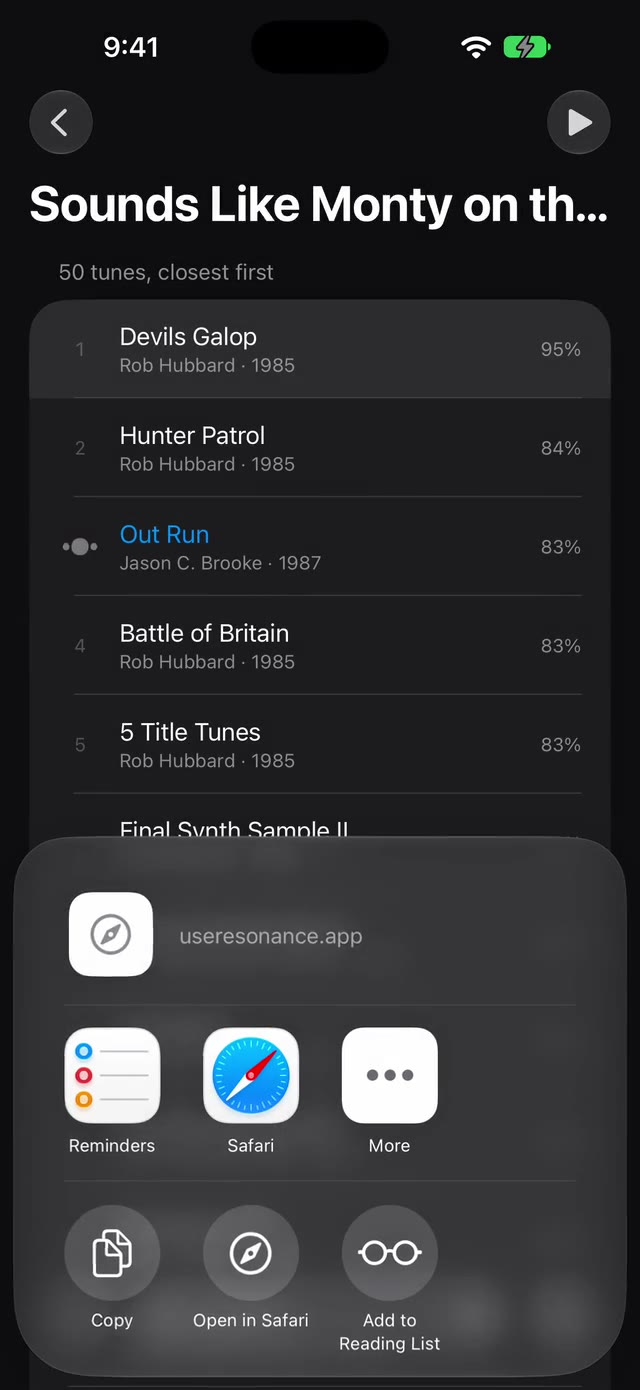 9:41
Sounds Like Monty on th...
50 tunes, closest first
1
Devils Galop
95%
Rob Hubbard · 1985
2
Hunter Patrol
84%
Rob Hubbard · 1985
Out Run
83%
Jason C. Brooke · 1987
4
Battle of Britain
83%
Rob Hubbard · 1985
5
5 Title Tunes
83%
Rob Hubbard · 1985
Final Synth Sample II
useresonance.app
Reminders
Safari
More
Copy
Open in Safari
Add to
Reading List